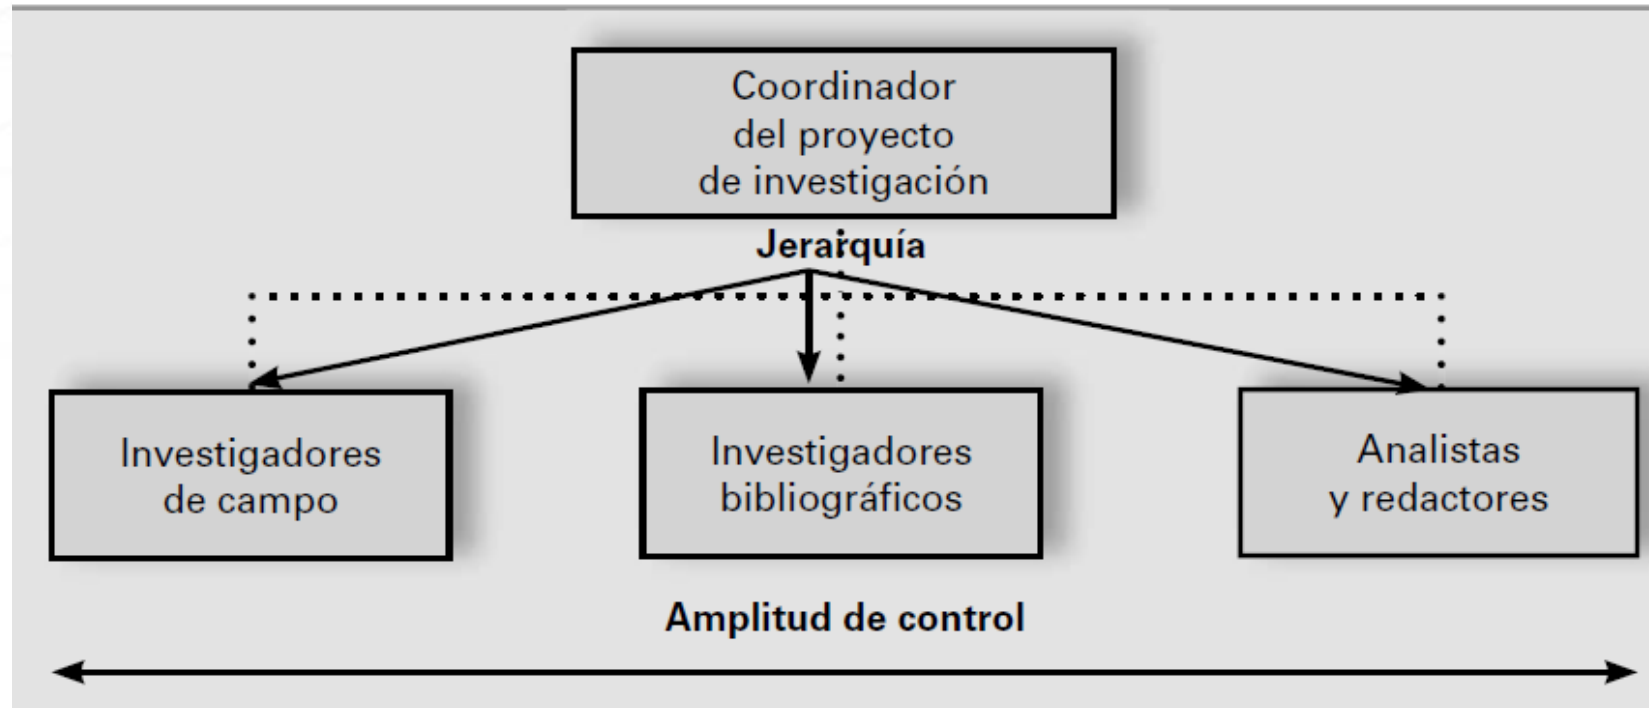 Coordinador
del proyecto
de investigación
Jerarquía
Investigadores
de campo
Investigadores
bibliográficos
Analistas
y redactores
Amplitud de control